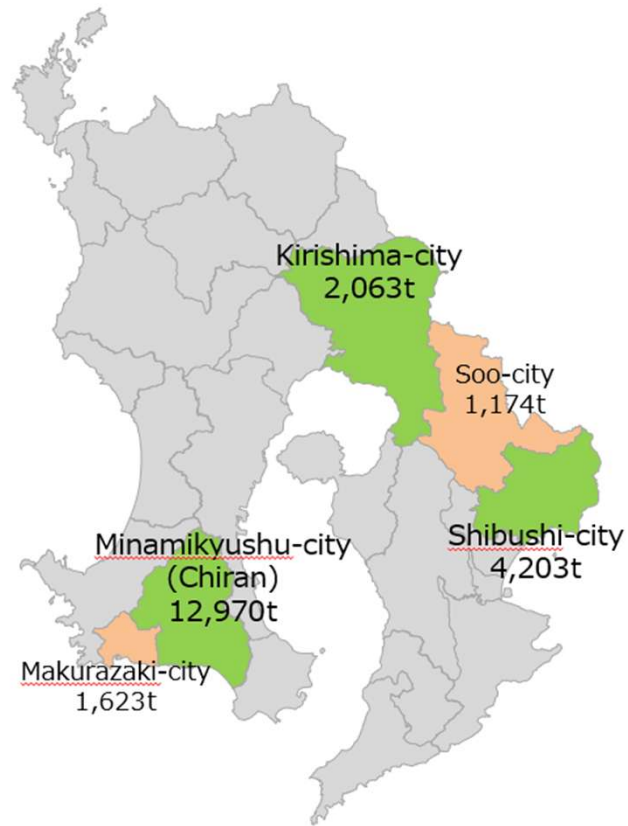 Kirishima-city
2,063t
Soo-city
1,174t
Shibushi-city
4,203t
Minamikyushu-city
(Chiran)
12,970t
Makurazaki-city
1,623t